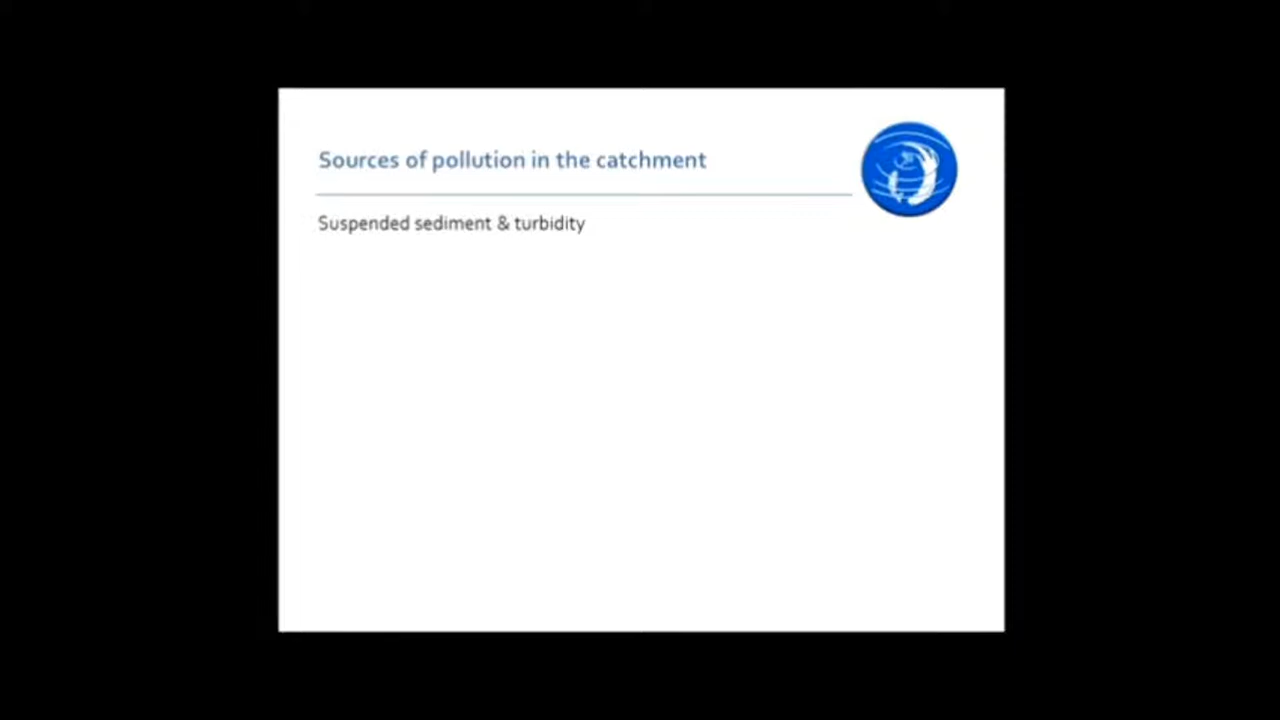 Sources of pollution in the catchment
Suspended sediment & turbidity